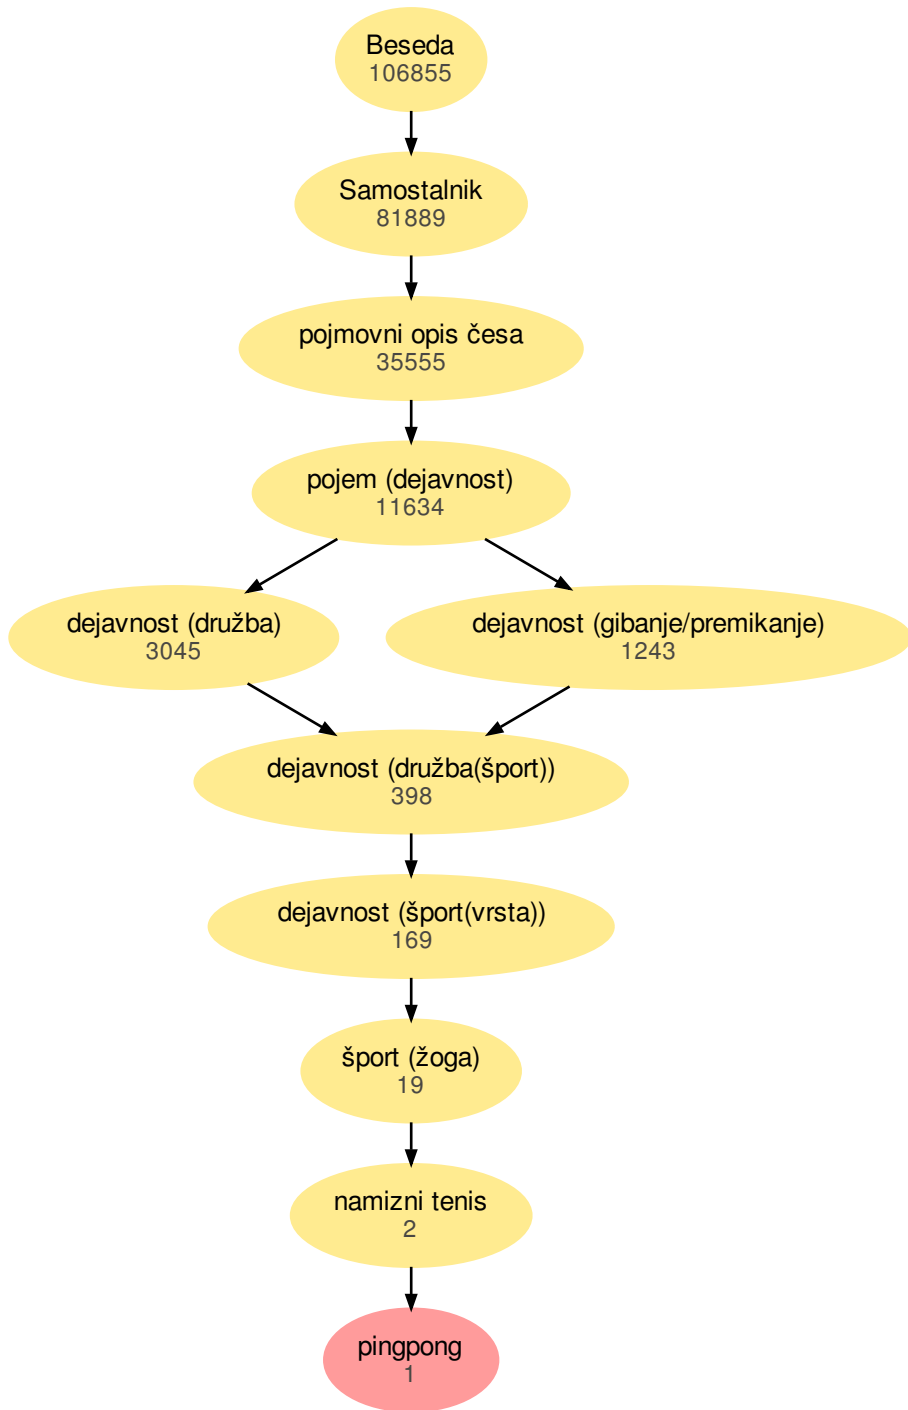 Beseda
106855
Samostalnik
81889
pojmovni opis česa
35555
pojem (dejavnost)
11634
dejavnost (družba)
3045
dejavnost (gibanje/premikanje)
1243
dejavnost (družba(šport))
398
dejavnost (šport(vrsta))
169
šport (žoga)
19
namizni tenis
2
pingpong
1